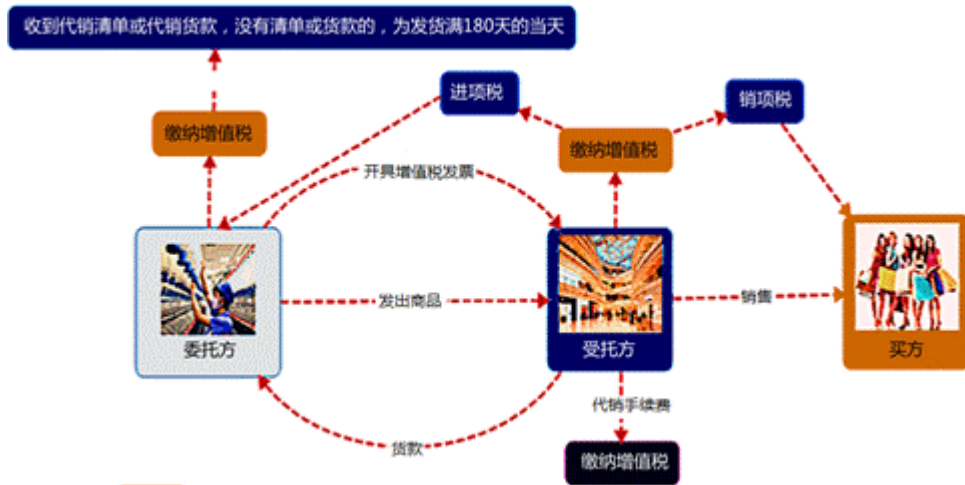 收到代销清单或代销货款，没有清单或货款的，为发货满180天的当天
进项税
销项税
缴纳增值税
缴纳增值税
开具增值税发票
发出商品
销售
委托方
受托方
买方
代销手续费
货款
缴纳增值税